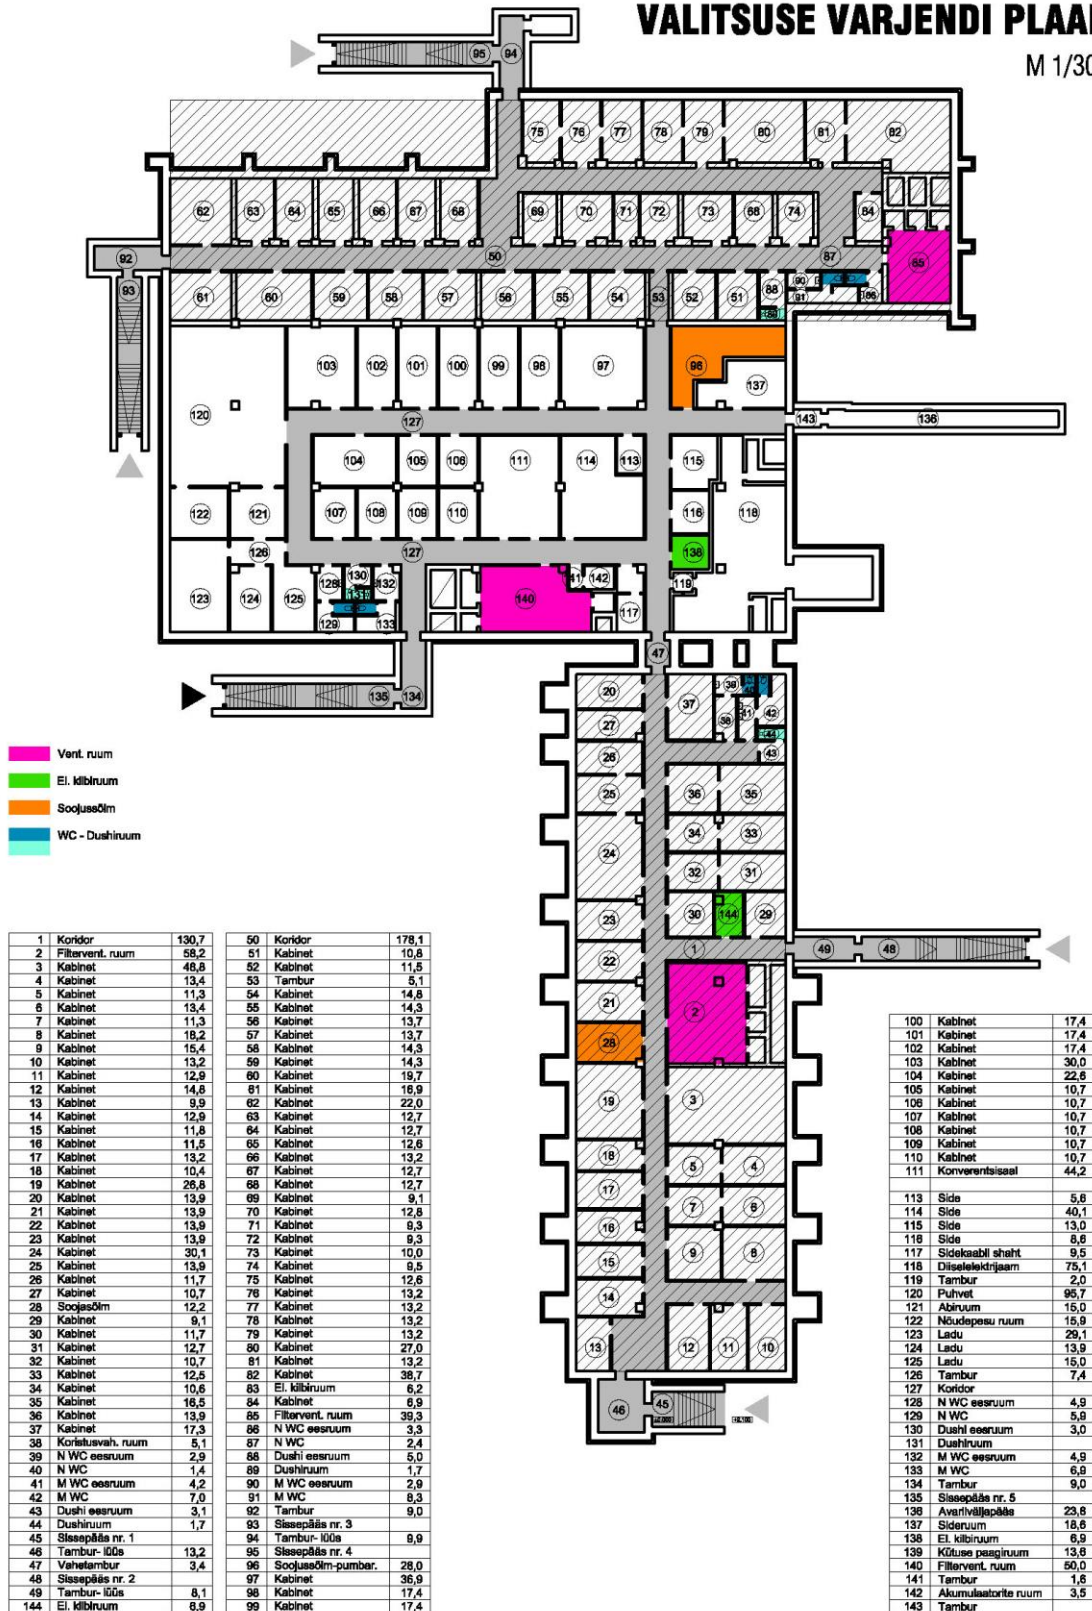 VALITSUSE VARJENDI PLAA
M 1/30
Vent. ruum
El. kilbiruum
Soojussõlm
WC - Dushiruum
1 Koridor 130,7
2 Filtervent. ruum 58,2
3 Kabinet 48,8
4 Kabinet 13,4
5 Kabinet 11,3
6 Kabinet 13,4
7 Kabinet 11,3
8 Kabinet 18,2
9 Kabinet 15,4
10 Kabinet 13,2
11 Kabinet 12,9
12 Kabinet 14,8
13 Kabinet 9,9
14 Kabinet 12,9
15 Kabinet 11,8
16 Kabinet 11,5
17 Kabinet 13,2
18 Kabinet 10,4
19 Kabinet 26,8
20 Kabinet 13,9
21 Kabinet 13,9
22 Kabinet 13,9
23 Kabinet 13,9
24 Kabinet 30,1
25 Kabinet 13,9
26 Kabinet 11,7
27 Kabinet 10,7
28 Soojasõlm 12,2
29 Kabinet 9,1
30 Kabinet 11,7
31 Kabinet 12,7
32 Kabinet 10,7
33 Kabinet 12,5
34 Kabinet 10,6
35 Kabinet 16,5
36 Kabinet 13,9
37 Kabinet 17,3
38 Koristusvah. ruum 5,1
39 N WC eesruum 2,9
40 N WC 1,4
41 M WC eesruum 4,2
42 M WC 7,0
43 Dushi eesruum 3,1
44 Dushiruum 1,7
45 Sissepääs nr. 1
46 Tambur- lüüs 13,2
47 Vahetambur 3,4
48 Sissepääs nr. 2
49 Tambur- lüüs 8,1
144 El. kilbiruum 6,9
50 Koridor 178,1
51 Kabinet 10,8
52 Kabinet 11,5
53 Tambur 5,1
54 Kabinet 14,8
55 Kabinet 14,3
56 Kabinet 13,7
57 Kabinet 13,7
58 Kabinet 14,3
59 Kabinet 14,3
60 Kabinet 19,7
61 Kabinet 16,9
62 Kabinet 22,0
63 Kabinet 12,7
64 Kabinet 12,7
65 Kabinet 12,6
66 Kabinet 13,2
67 Kabinet 12,7
68 Kabinet 12,7
69 Kabinet 9,1
70 Kabinet 12,8
71 Kabinet 9,3
72 Kabinet 9,3
73 Kabinet 10,0
74 Kabinet 9,5
75 Kabinet 12,6
76 Kabinet 13,2
77 Kabinet 13,2
78 Kabinet 13,2
79 Kabinet 13,2
80 Kabinet 27,0
81 Kabinet 13,2
82 Kabinet 38,7
83 El. kilbiruum 6,2
84 Kabinet 6,9
85 Filtervent. ruum 39,3
86 N WC eesruum 3,3
87 N WC 2,4
88 Dushi eesruum 5,0
89 Dushiruum 1,7
90 M WC eesruum 2,9
91 M WC 8,3
92 Tambur 9,0
93 Sissepääs nr. 3
94 Tambur- lüüs 9,9
95 Sissepääs nr. 4
96 Soojussõlm-pumbar. 28,0
97 Kabinet 36,9
98 Kabinet 17,4
99 Kabinet 17,4
100 Kabinet 17,4
101 Kabinet 17,4
102 Kabinet 17,4
103 Kabinet 30,0
104 Kabinet 22,6
105 Kabinet 10,7
106 Kabinet 10,7
107 Kabinet 10,7
108 Kabinet 10,7
109 Kabinet 10,7
110 Kabinet 10,7
111 Konverentsisaal 44,2
113 Side 5,6
114 Side 40,1
115 Side 13,0
116 Side 8,6
117 Sidekaabli shaht 9,5
118 Diiselelektrijaam 75,1
119 Tambur 2,0
120 Puhvet 95,7
121 Abiruum 15,0
122 Nõudepesu ruum 15,9
123 Ladu 29,1
124 Ladu 13,9
125 Ladu 15,0
126 Tambur 7,4
127 Koridor
128 N WC eesruum 4,9
129 N WC 5,8
130 Dushi eesruum 3,0
131 Dushiruum
132 M WC eesruum 4,9
133 M WC 6,9
134 Tambur 9,0
135 Sissepääs nr. 5
136 Avariiväljapääs 23,8
137 Sideruum 18,6
138 El. kilbiruum 6,9
139 Kütuse paagiruum 13,8
140 Filtervent. ruum 50,0
141 Tambur 1,6
142 Akumulaatorite ruum 3,5
143 Tambur